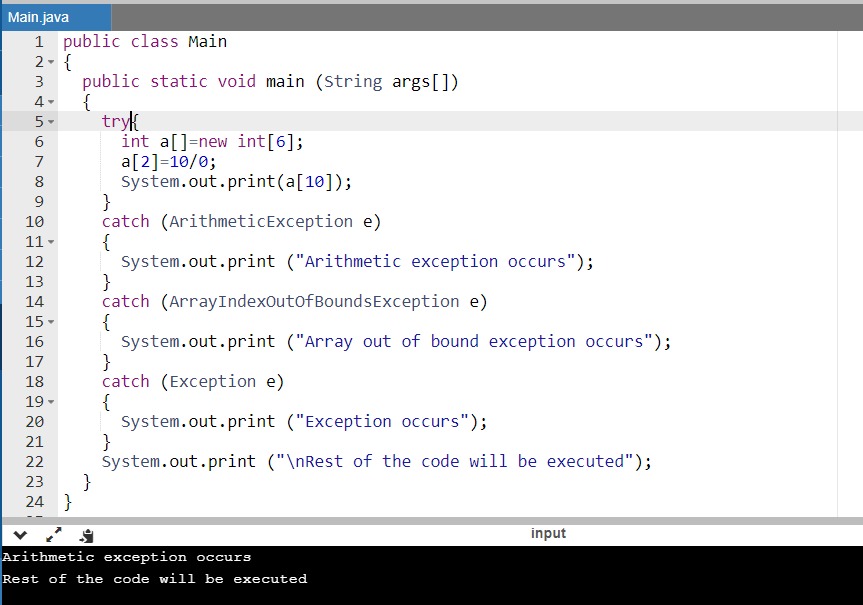 Main.java
1 public class Main
2 {
3 public static void main (String args[])
4 {
5 try{
6 int a[]=new int[6];
7 a[2]=10/0;
8 System.out.print(a[10]);
9 }
10 catch (ArithmeticException e)
11 {
12 System.out.print ("Arithmetic exception occurs");
13 }
14 catch (ArrayIndexOutOfBoundsException e)
15 {
16 System.out.print ("Array out of bound exception occurs");
17 }
18 catch (Exception e)
19 {
20 System.out.print ("Exception occurs");
21 }
22 System.out.print ("\nRest of the code will be executed");
23 }
24 }
input
Arithmetic exception occurs
Rest of the code will be executed